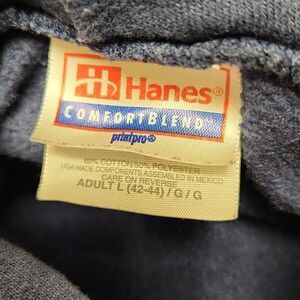 Hanes®
COMFORTBLEND®
printpro®
50% COTTON/50% POLYESTER
USA MADE COMPONENTS ASSEMBLED IN MEXICO
CARE ON REVERSE
ADULT L (42-44) / G / G